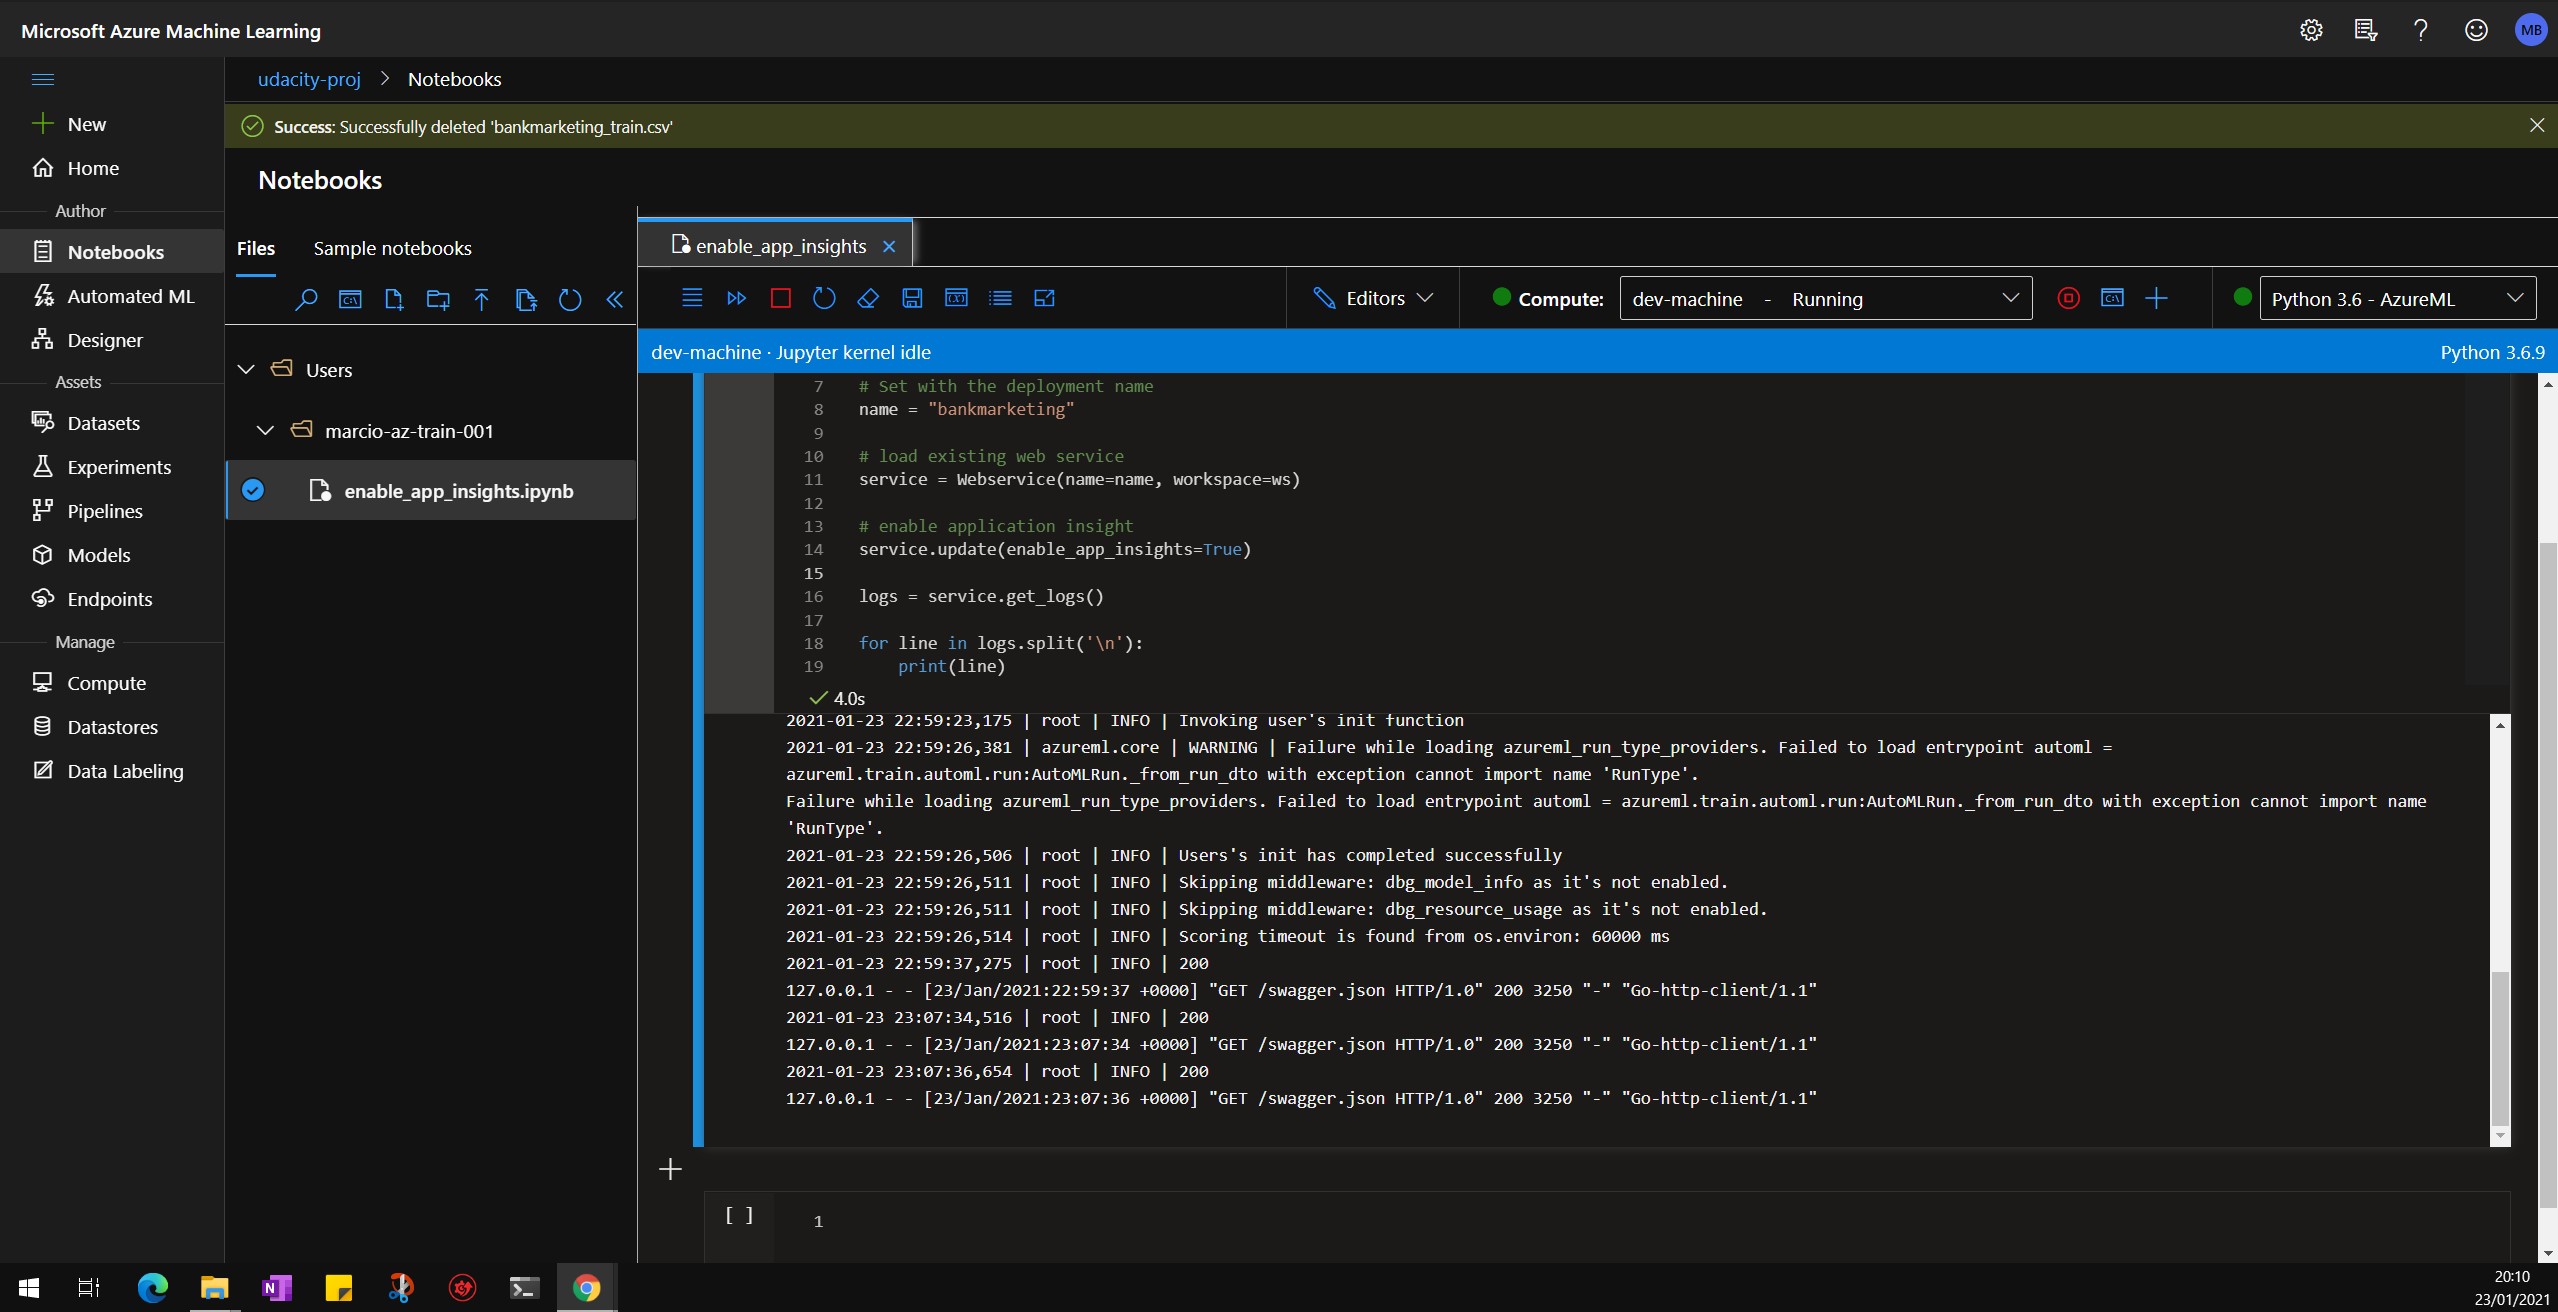 Microsoft Azure Machine Learning
MB
New
Home
Author
Notebooks
Automated ML
Designer
Assets
Datasets
Experiments
Pipelines
Models
Endpoints
Manage
Compute
Datastores
Data Labeling
udacity-proj > Notebooks
Success: Successfully deleted 'bankmarketing_train.csv'
Notebooks
Files Sample notebooks
Users
marcio-az-train-001
enable_app_insights.ipynb
enable_app_insights
Editors
Compute: dev-machine - Running
Python 3.6 - AzureML
dev-machine · Jupyter kernel idle
Python 3.6.9
7 # Set with the deployment name
8 name = "bankmarketing"
9
10 # load existing web service
11 service = Webservice(name=name, workspace=ws)
12
13 # enable application insight
14 service.update(enable_app_insights=True)
15
16 logs = service.get_logs()
17
18 for line in logs.split('\n'):
19 print(line)
4.0s
2021-01-23 22:59:23,175 | root | INFO | Invoking user's init function
2021-01-23 22:59:26,381 | azureml.core | WARNING | Failure while loading azureml_run_type_providers. Failed to load entrypoint automl =
azureml.train.automl.run:AutoMLRun._from_run_dto with exception cannot import name 'RunType'.
Failure while loading azureml_run_type_providers. Failed to load entrypoint automl = azureml.train.automl.run:AutoMLRun._from_run_dto with exception cannot import name
'RunType'.
2021-01-23 22:59:26,506 | root | INFO | Users's init has completed successfully
2021-01-23 22:59:26,511 | root | INFO | Skipping middleware: dbg_model_info as it's not enabled.
2021-01-23 22:59:26,511 | root | INFO | Skipping middleware: dbg_resource_usage as it's not enabled.
2021-01-23 22:59:26,514 | root | INFO | Scoring timeout is found from os.environ: 60000 ms
2021-01-23 22:59:37,275 | root | INFO | 200
127.0.0.1 - - [23/Jan/2021:22:59:37 +0000] "GET /swagger.json HTTP/1.0" 200 3250 "-" "Go-http-client/1.1"
2021-01-23 23:07:34,516 | root | INFO | 200
127.0.0.1 - - [23/Jan/2021:23:07:34 +0000] "GET /swagger.json HTTP/1.0" 200 3250 "-" "Go-http-client/1.1"
2021-01-23 23:07:36,654 | root | INFO | 200
127.0.0.1 - - [23/Jan/2021:23:07:36 +0000] "GET /swagger.json HTTP/1.0" 200 3250 "-" "Go-http-client/1.1"
[ ] 1
20:10
23/01/2021